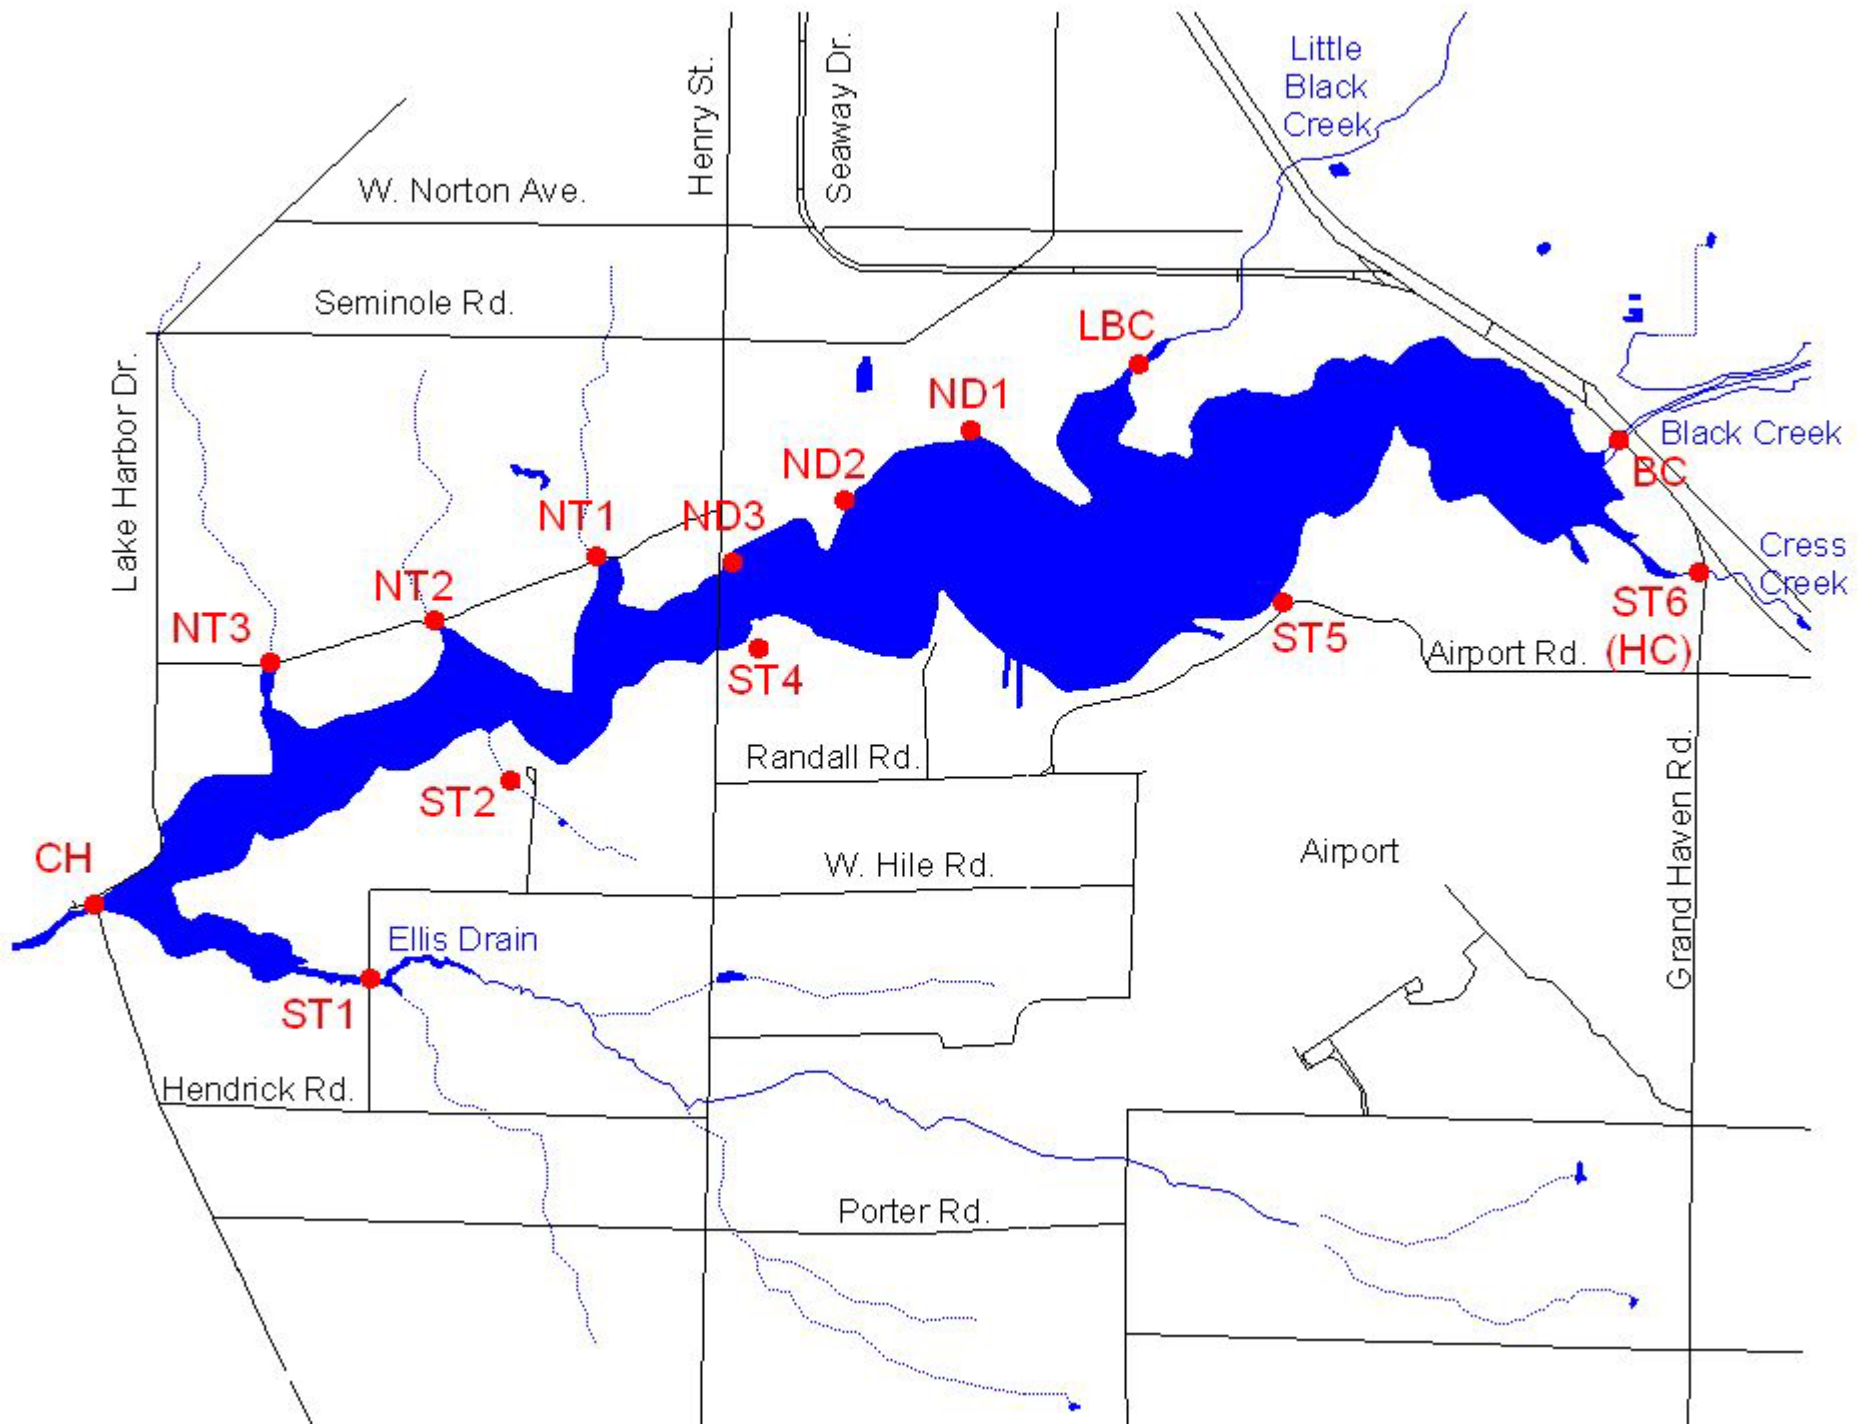 Little
Black
Creek
Henry St.
Seaway Dr.
W. Norton Ave.
Seminole Rd.
LBC
Lake Harbor Dr.
ND1
Black Creek
ND2
BC
NT1
ND3
Cress
Creek
NT2
ST6
(HC)
NT3
ST5
Airport Rd.
ST4
Randall Rd.
ST2
Grand Haven Rd.
CH
W. Hile Rd.
Airport
Ellis Drain
ST1
Hendrick Rd.
Porter Rd.